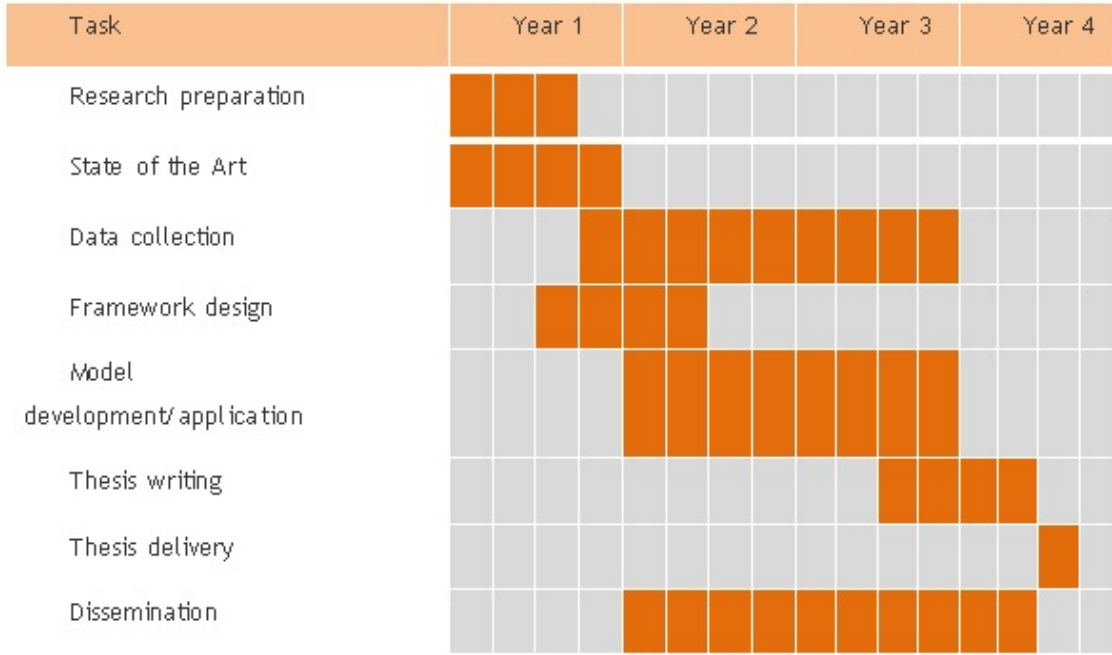 Task Year 1 Year 2 Year 3 Year 4
Research preparation
State of the Art
Data collection
Framework design
Model
development/application
Thesis writing
Thesis delivery
Dissemination